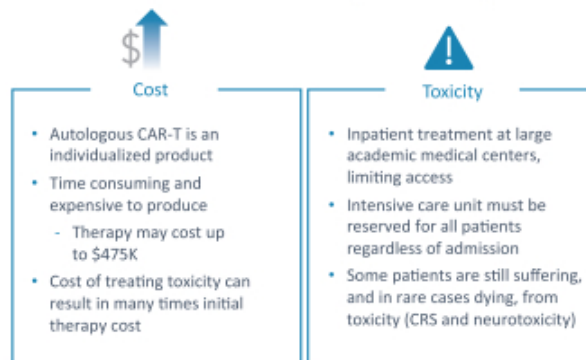 $
Cost
• Autologous CAR-T is an
individualized product
• Time consuming and
expensive to produce
- Therapy may cost up
to $475K
• Cost of treating toxicity can
result in many times initial
therapy cost
!
Toxicity
• Inpatient treatment at large
academic medical centers,
limiting access
• Intensive care unit must be
reserved for all patients
regardless of admission
• Some patients are still suffering,
and in rare cases dying, from
toxicity (CRS and neurotoxicity)